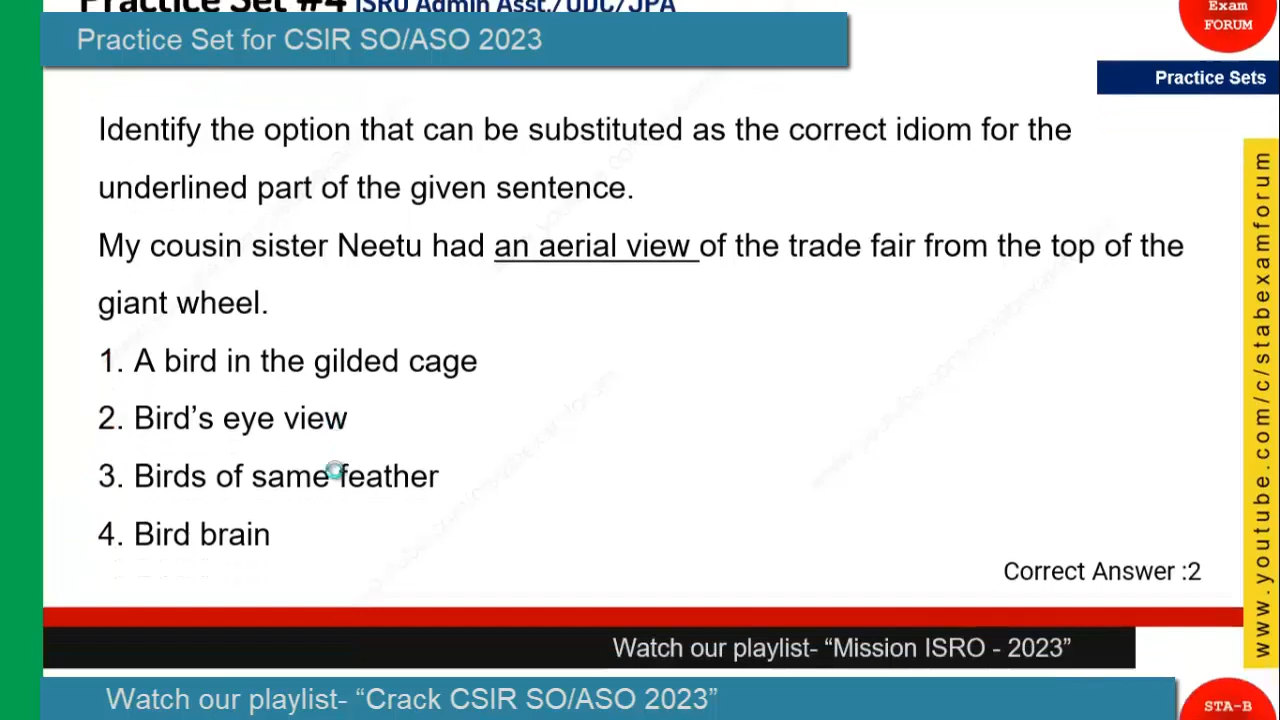 Practice Set #4 ISRO Admin Asst./UDC/JPA
Practice Set for CSIR SO/ASO 2023
Exam
FORUM
Practice Sets
Identify the option that can be substituted as the correct idiom for the
underlined part of the given sentence.
My cousin sister Neetu had an aerial view of the trade fair from the top of the
giant wheel.
1. A bird in the gilded cage
2. Bird’s eye view
3. Birds of same feather
4. Bird brain
Correct Answer :2
www.youtube.com/c/stabexamforum
Watch our playlist- “Mission ISRO - 2023”
Watch our playlist- “Crack CSIR SO/ASO 2023”
STA-B